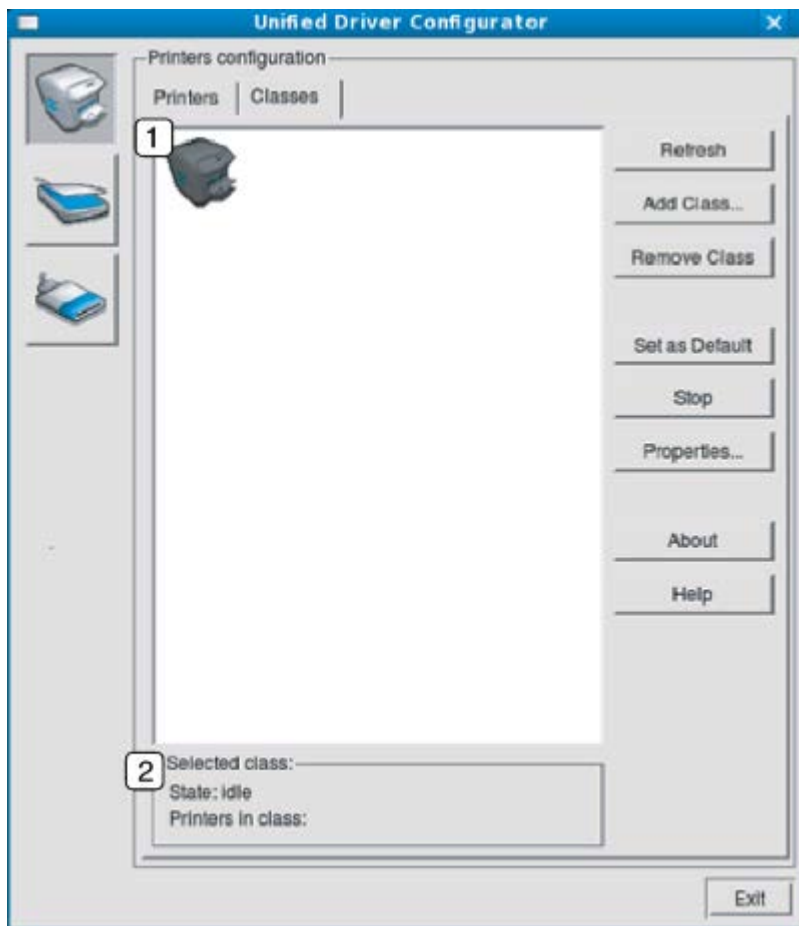 Unified Driver Configurator
Printers configuration
Printers
Classes
1
Refresh
Add Class...
Remove Class
Set as Default
Stop
Properties...
About
Help
2
Selected class:
State: idle
Printers in class:
Exit